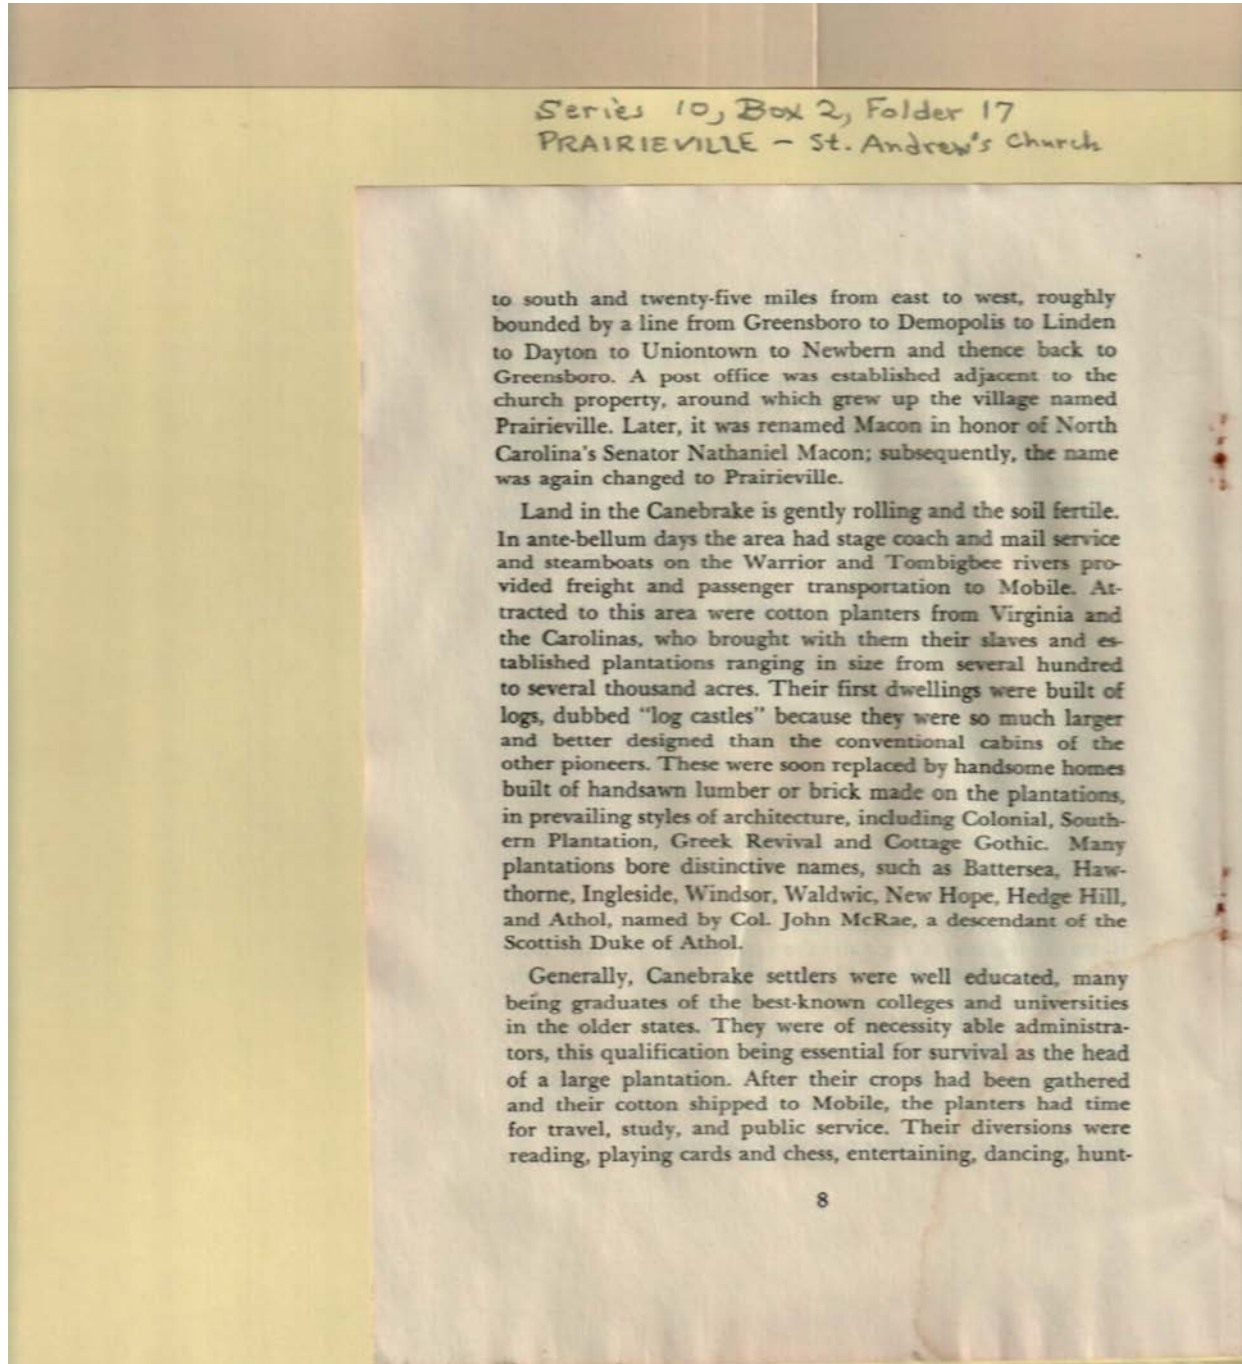 Series 10, Box 2, Folder 17
PRAIRIEVILLE - St. Andrew's Church
to south and twenty-five miles from east to west, roughly
bounded by a line from Greensboro to Demopolis to Linden
to Dayton to Uniontown to Newbern and thence back to
Greensboro. A post office was established adjacent to the
church property, around which grew up the village named
Prairieville. Later, it was renamed Macon in honor of North
Carolina's Senator Nathaniel Macon; subsequently, the name
was again changed to Prairieville.
Land in the Canebrake is gently rolling and the soil fertile.
In ante-bellum days the area had stage coach and mail service
and steamboats on the Warrior and Tombigbee rivers pro-
vided freight and passenger transportation to Mobile. At-
tracted to this area were cotton planters from Virginia and
the Carolinas, who brought with them their slaves and es-
tablished plantations ranging in size from several hundred
to several thousand acres. Their first dwellings were built of
logs, dubbed "log castles" because they were so much larger
and better designed than the conventional cabins of the
other pioneers. These were soon replaced by handsome homes
built of handsawn lumber or brick made on the plantations,
in prevailing styles of architecture, including Colonial, South-
ern Plantation, Greek Revival and Cottage Gothic. Many
plantations bore distinctive names, such as Battersea, Haw-
thorne, Ingleside, Windsor, Waldwic, New Hope, Hedge Hill,
and Athol, named by Col. John McRae, a descendant of the
Scottish Duke of Athol.
Generally, Canebrake settlers were well educated, many
being graduates of the best-known colleges and universities
in the older states. They were of necessity able administra-
tors, this qualification being essential for survival as the head
of a large plantation. After their crops had been gathered
and their cotton shipped to Mobile, the planters had time
for travel, study, and public service. Their diversions were
reading, playing cards and chess, entertaining, dancing, hunt-
8